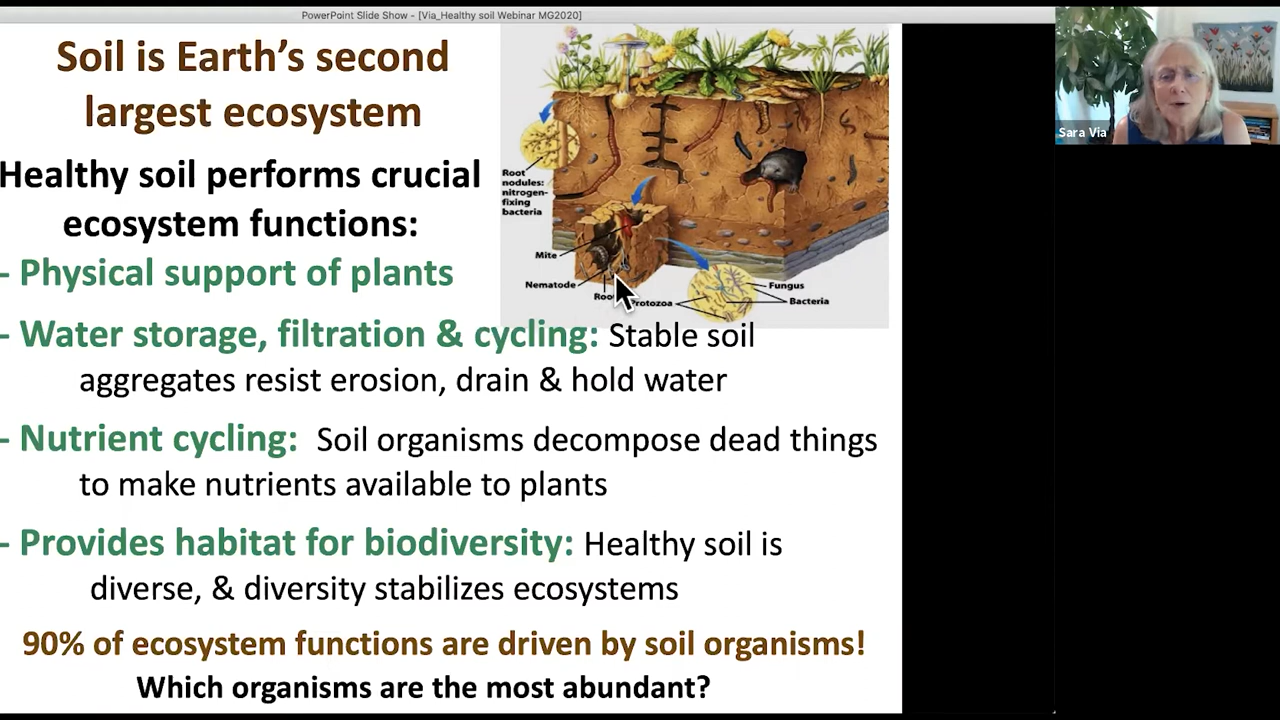 PowerPoint Slide Show - [Via_Healthy soil Webinar MG2020]
Soil is Earth's second
largest ecosystem
Healthy soil performs crucial
ecosystem functions:
- Physical support of plants
- Water storage, filtration & cycling: Stable soil
aggregates resist erosion, drain & hold water
- Nutrient cycling: Soil organisms decompose dead things
to make nutrients available to plants
- Provides habitat for biodiversity: Healthy soil is
diverse, & diversity stabilizes ecosystems
90% of ecosystem functions are driven by soil organisms!
Which organisms are the most abundant?
Root
nodules:
nitrogen-
fixing
bacteria
Mite
Nematode
Fungus
Bacteria
Sara Via